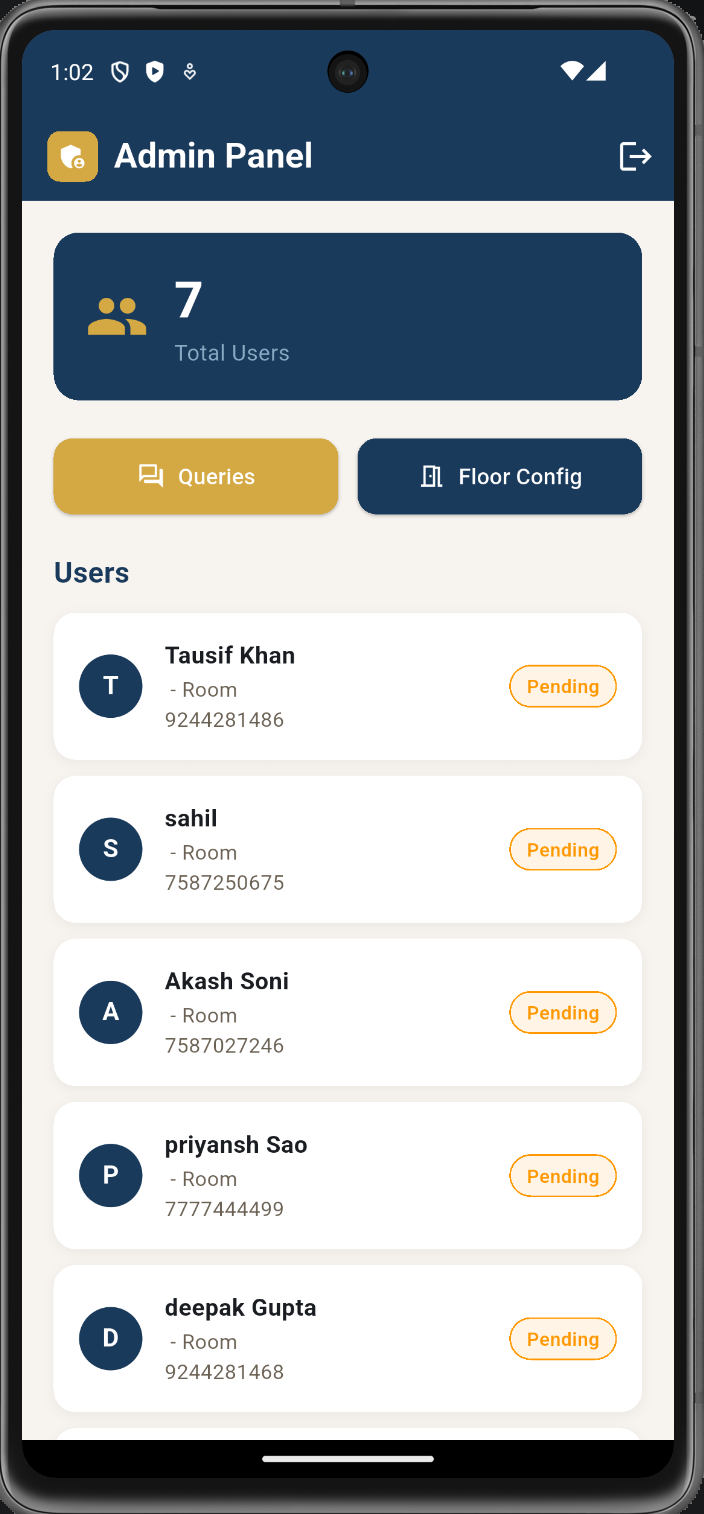 1:02
Admin Panel
7
Total Users
Queries
Floor Config
Users
T
Tausif Khan
- Room
9244281486
Pending
S
sahil
- Room
7587250675
Pending
A
Akash Soni
- Room
7587027246
Pending
P
priyansh Sao
- Room
7777444499
Pending
D
deepak Gupta
- Room
9244281468
Pending